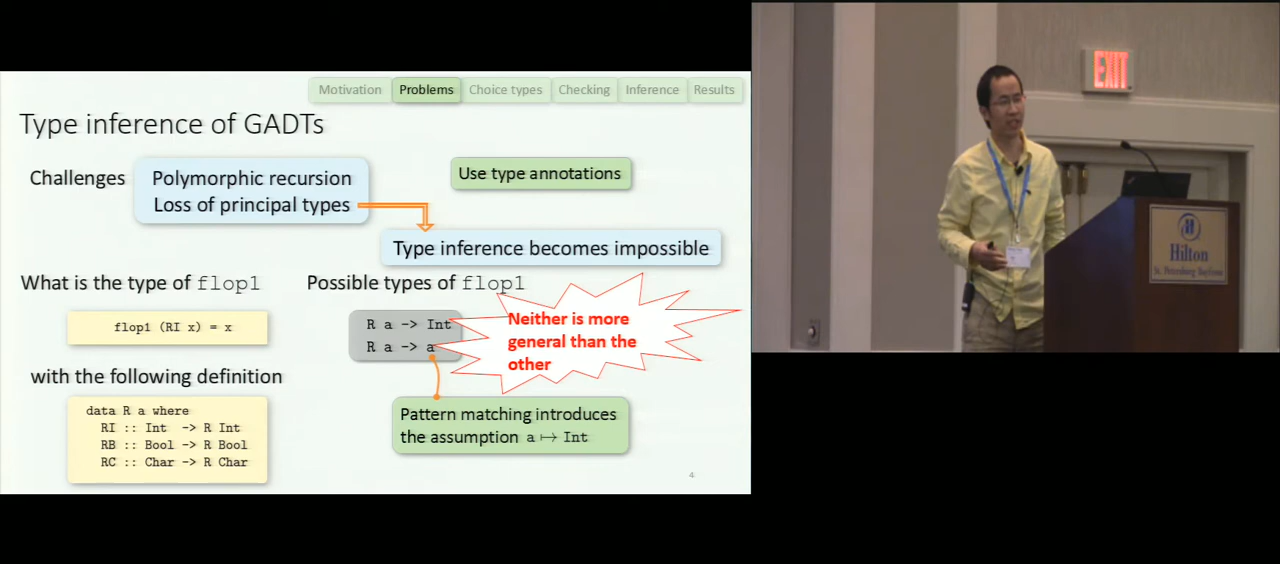 Motivation Problems Choice types Checking Inference Results
Type inference of GADTs
Challenges
Polymorphic recursion
Loss of principal types
Use type annotations
Type inference becomes impossible
What is the type of flop1
flop1 (RI x) = x
with the following definition
data R a where
RI :: Int -> R Int
RB :: Bool -> R Bool
RC :: Char -> R Char
Possible types of flop1
R a -> Int
R a -> a
Neither is more
general than the
other
Pattern matching introduces
the assumption a ↦ Int
4
EXIT
Hilton
St. Petersburg Bayfront